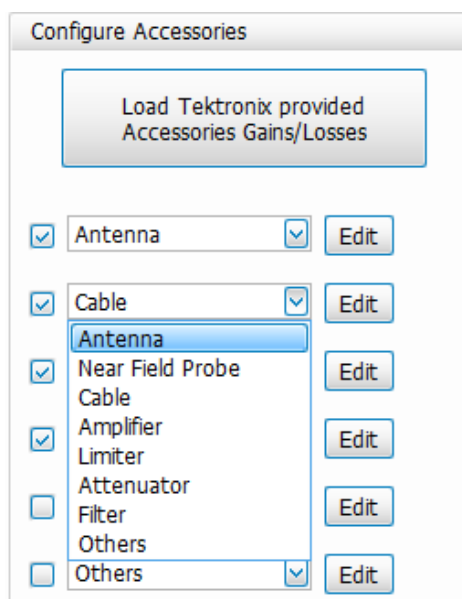 Configure Accessories
Load Tektronix provided
Accessories Gains/Losses
Antenna
Edit
Cable
Edit
Antenna
Near Field Probe
Edit
Cable
Amplifier
Edit
Limiter
Attenuator
Edit
Filter
Others
Others
Edit